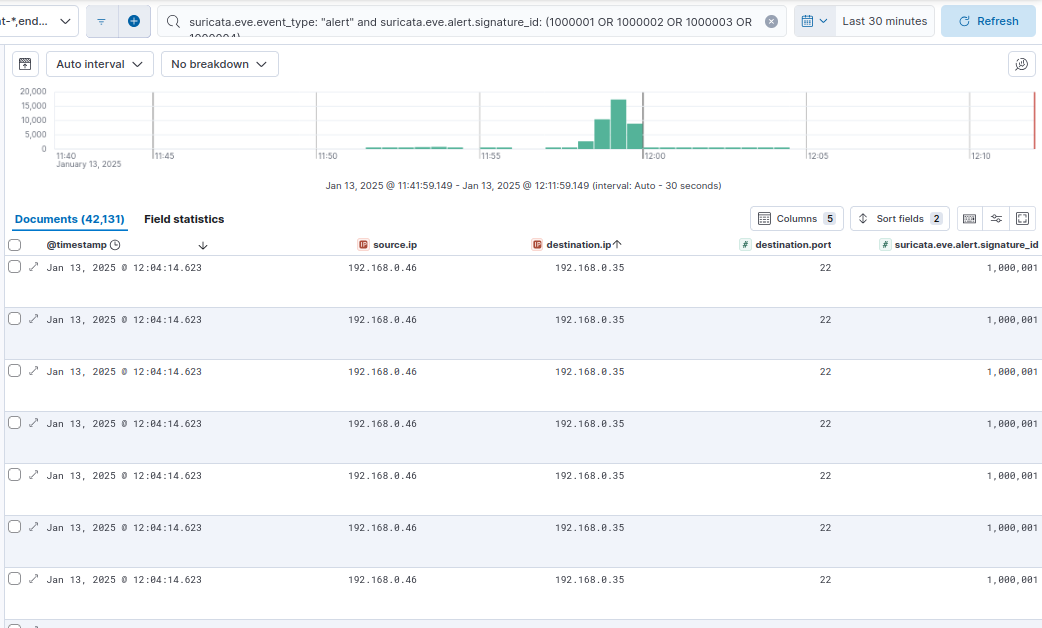 t-*,end...
suricata.eve.event_type: "alert" and suricata.eve.alert.signature_id: (1000001 OR 1000002 OR 1000003 OR
1000004)
Last 30 minutes
Refresh
Auto interval
No breakdown
20,000
15,000
10,000
5,000
0
11:40 11:45 11:50 11:55 12:00 12:05 12:10
January 13, 2025
Jan 13, 2025 @ 11:41:59.149 - Jan 13, 2025 @ 12:11:59.149 (interval: Auto - 30 seconds)
Documents (42,131) Field statistics Columns 5 Sort fields 2
@timestamp IP source.ip IP destination.ip # destination.port # suricata.eve.alert.signature_id
Jan 13, 2025 @ 12:04:14.623 192.168.0.46 192.168.0.35 22 1,000,001
Jan 13, 2025 @ 12:04:14.623 192.168.0.46 192.168.0.35 22 1,000,001
Jan 13, 2025 @ 12:04:14.623 192.168.0.46 192.168.0.35 22 1,000,001
Jan 13, 2025 @ 12:04:14.623 192.168.0.46 192.168.0.35 22 1,000,001
Jan 13, 2025 @ 12:04:14.623 192.168.0.46 192.168.0.35 22 1,000,001
Jan 13, 2025 @ 12:04:14.623 192.168.0.46 192.168.0.35 22 1,000,001
Jan 13, 2025 @ 12:04:14.623 192.168.0.46 192.168.0.35 22 1,000,001